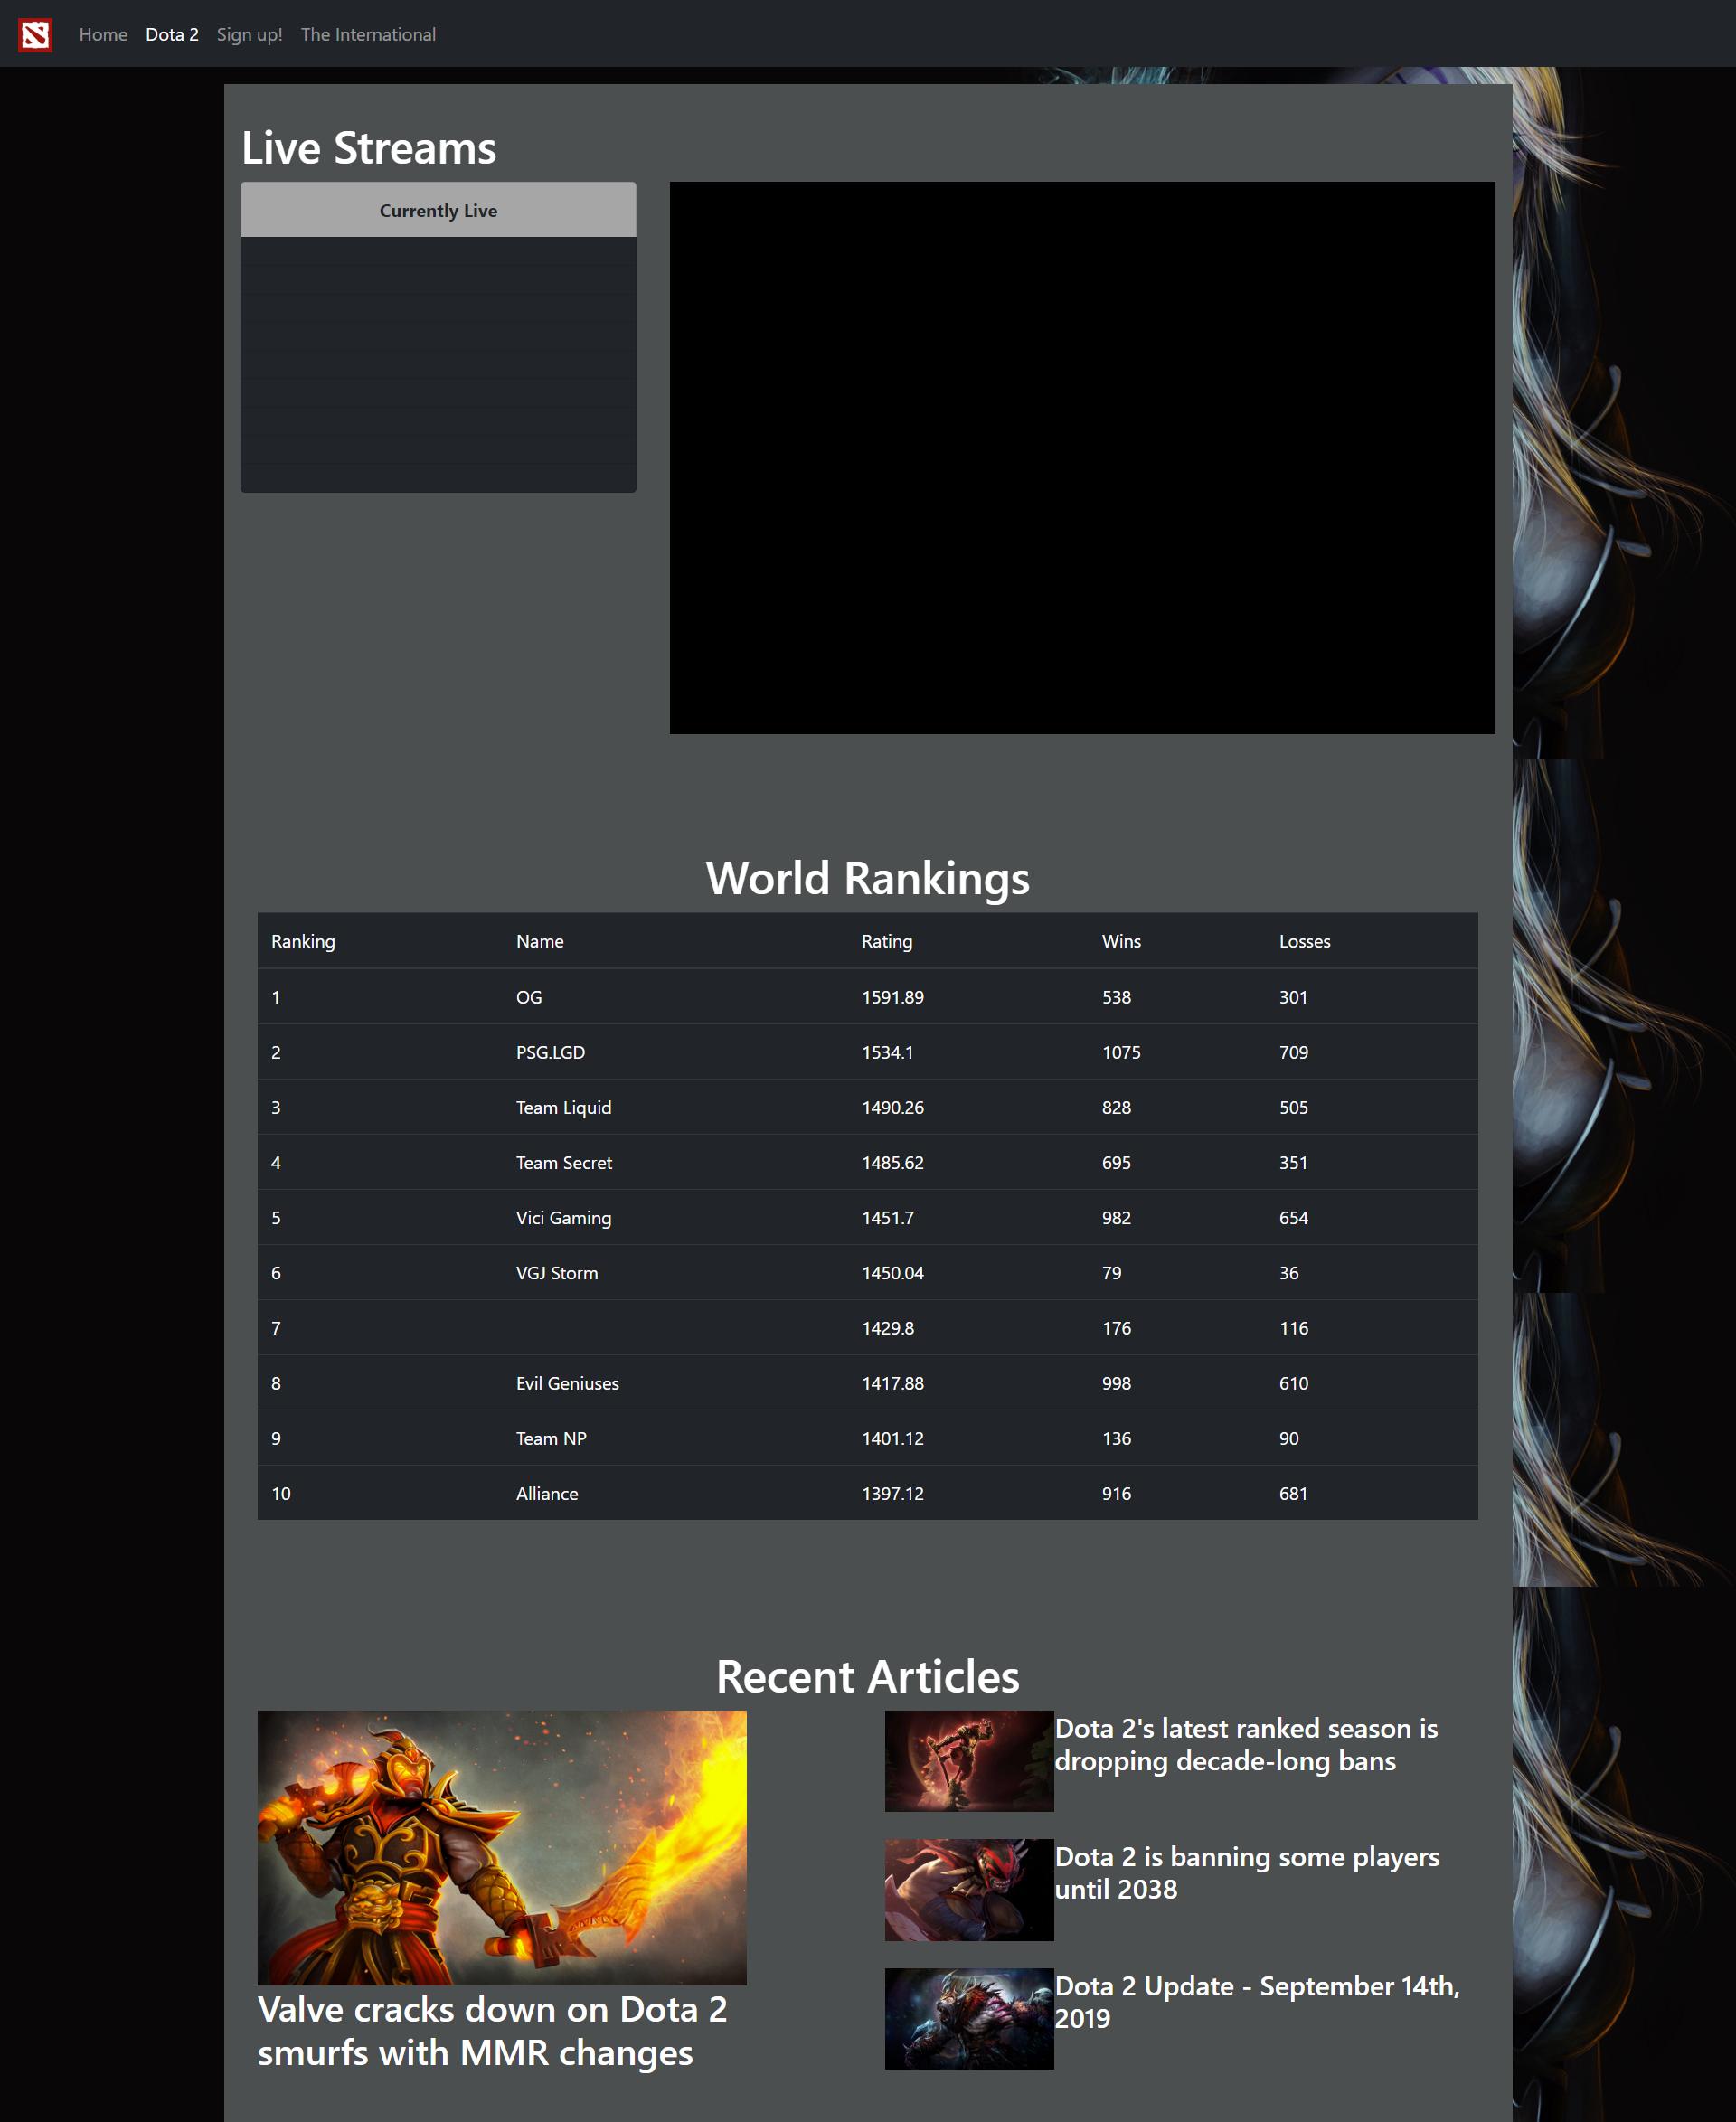 Home Dota 2 Sign up! The International
Live Streams
Currently Live
World Rankings
Ranking Name Rating Wins Losses
1 OG 1591.89 538 301
2 PSG.LGD 1534.1 1075 709
3 Team Liquid 1490.26 828 505
4 Team Secret 1485.62 695 351
5 Vici Gaming 1451.7 982 654
6 VGJ Storm 1450.04 79 36
7 1429.8 176 116
8 Evil Geniuses 1417.88 998 610
9 Team NP 1401.12 136 90
10 Alliance 1397.12 916 681
Recent Articles
Valve cracks down on Dota 2
smurfs with MMR changes
Dota 2's latest ranked season is
dropping decade-long bans
Dota 2 is banning some players
until 2038
Dota 2 Update - September 14th,
2019